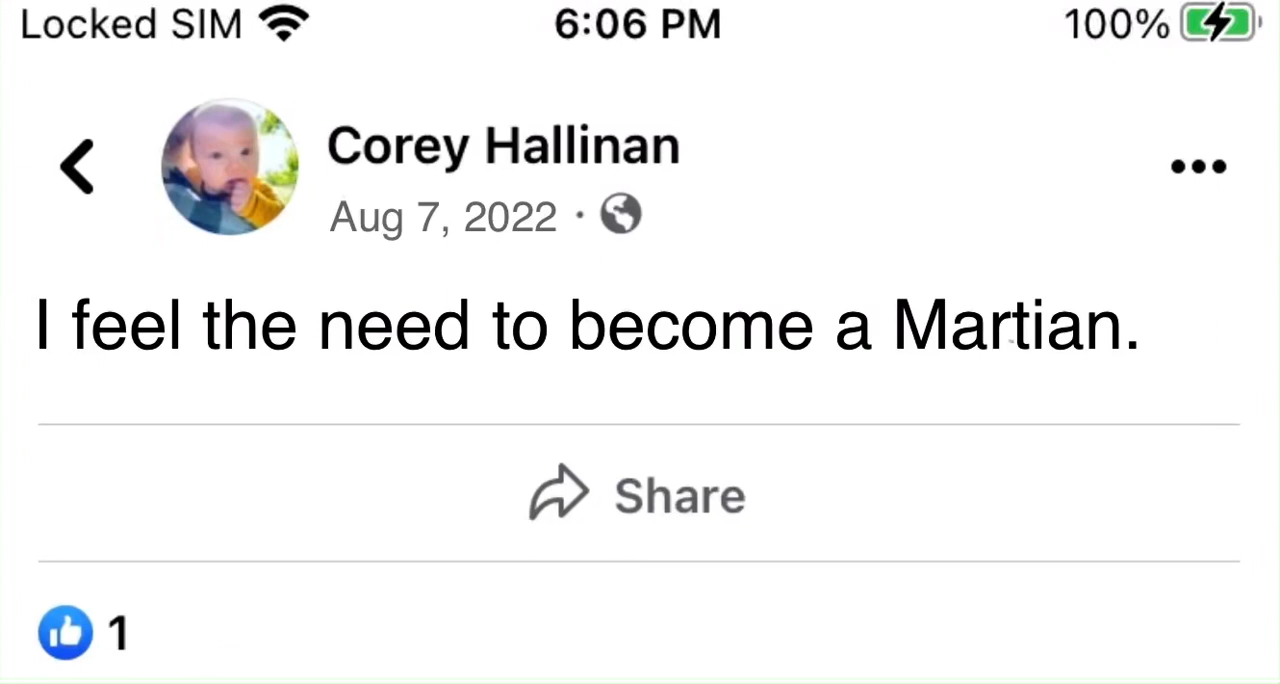 Locked SIM 6:06 PM 100%
Corey Hallinan
Aug 7, 2022 ·
I feel the need to become a Martian.
Share
1